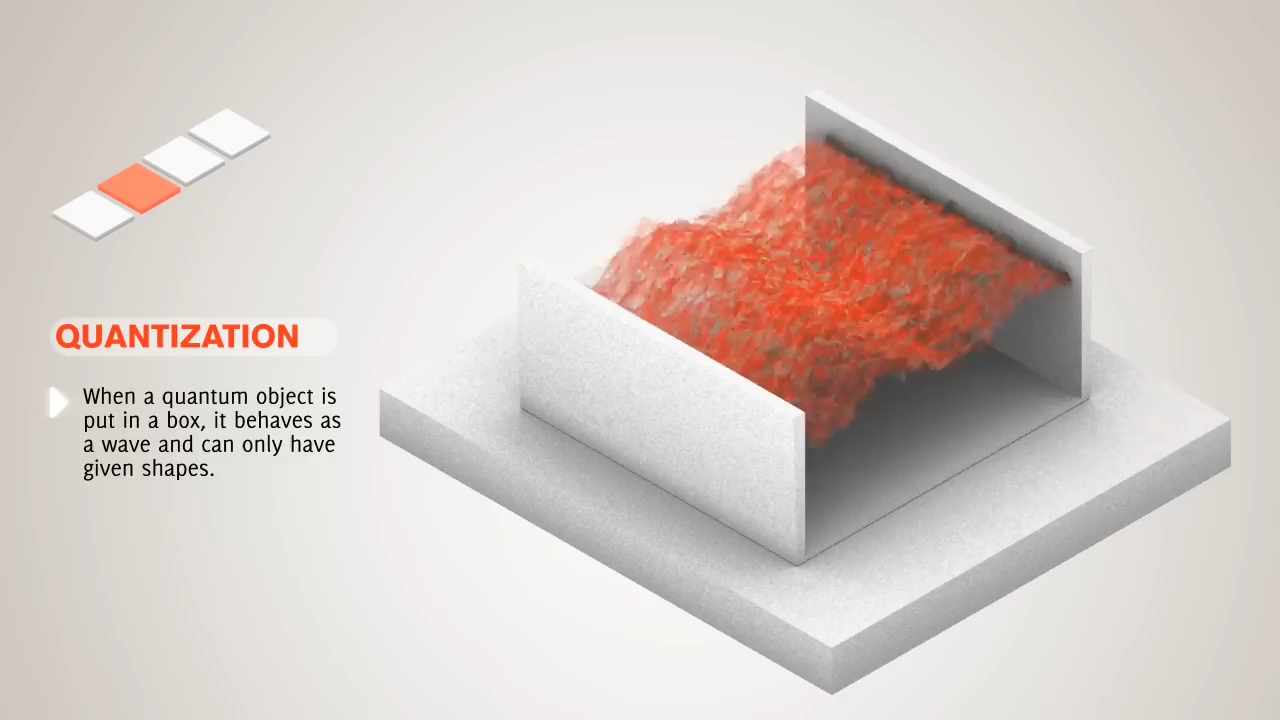 QUANTIZATION
When a quantum object is
put in a box, it behaves as
a wave and can only have
given shapes.